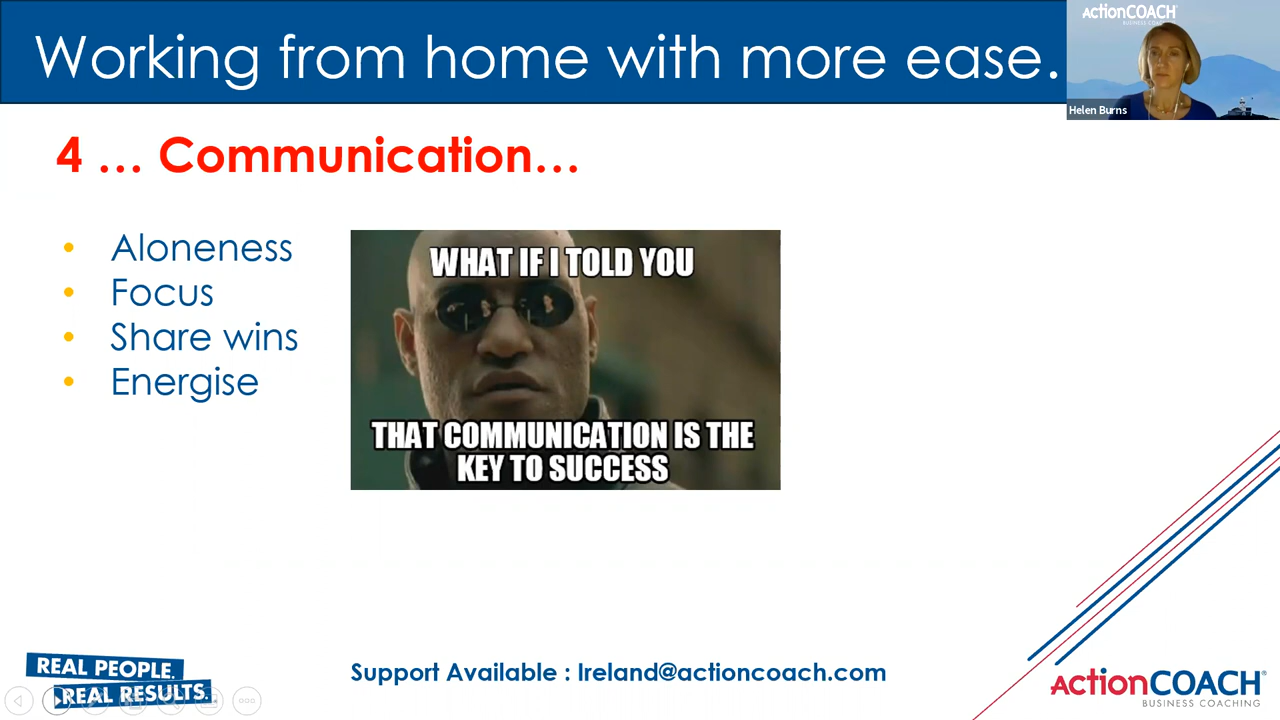 Working from home with more ease.
actionCOACH
Helen Burns
4 ... Communication...
• Aloneness
• Focus
• Share wins
• Energise
WHAT IF I TOLD YOU
THAT COMMUNICATION IS THE
KEY TO SUCCESS
REAL PEOPLE.
REAL RESULTS.
Support Available : Ireland@actioncoach.com
ActionCOACH®
BUSINESS COACHING